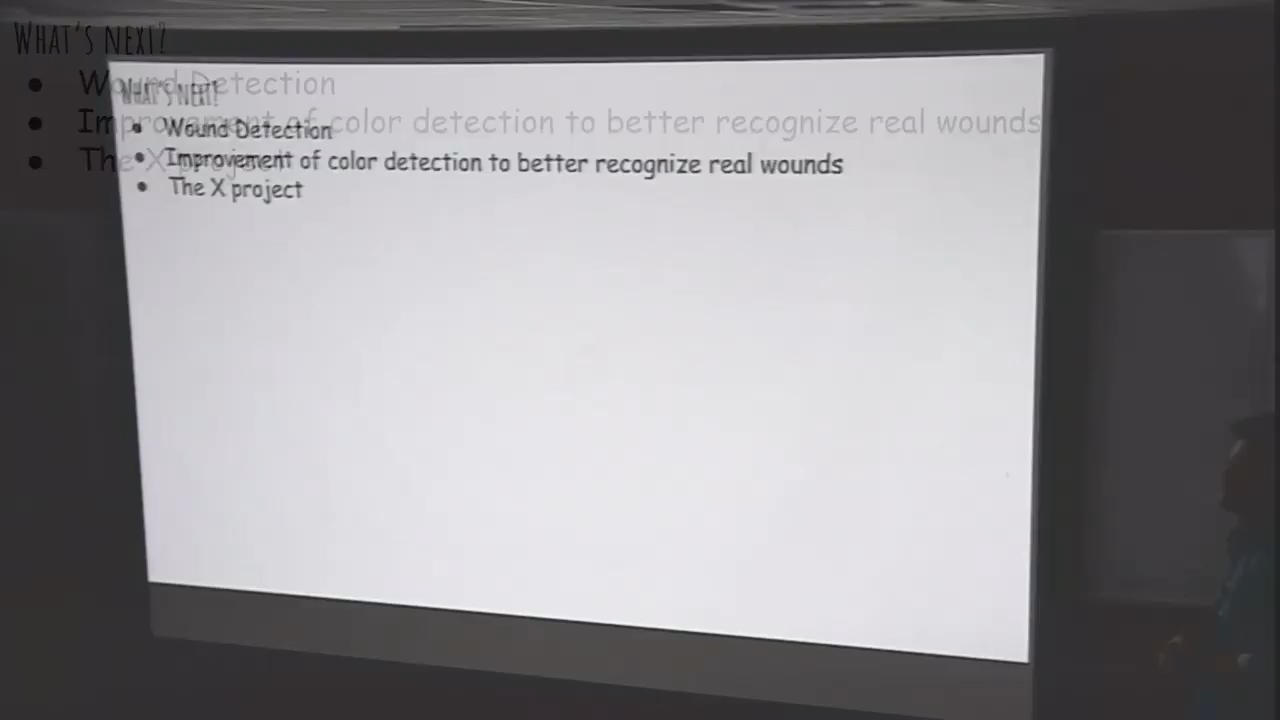 WHAT'S NEXT?
• Wound Detection
• Improvement of color detection to better recognize real wounds
• The X project
WHAT'S NEXT?
• Wound Detection
• Improvement of color detection to better recognize real wounds
• The X project